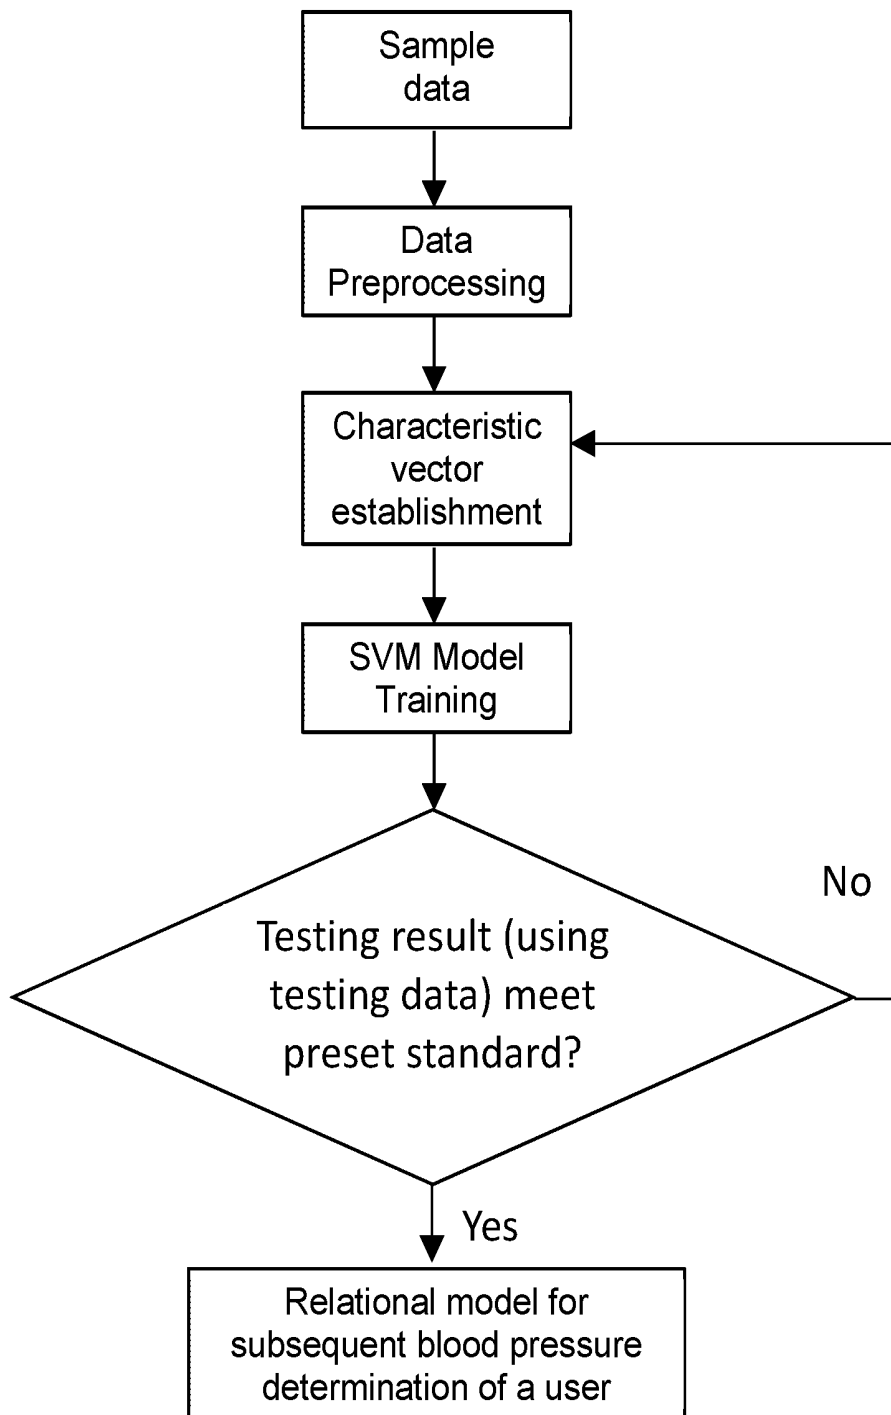 Sample
data
Data
Preprocessing
Characteristic
vector
establishment
SVM Model
Training
No
Testing result (using
testing data) meet
preset standard?
Yes
Relational model for
subsequent blood pressure
determination of a user